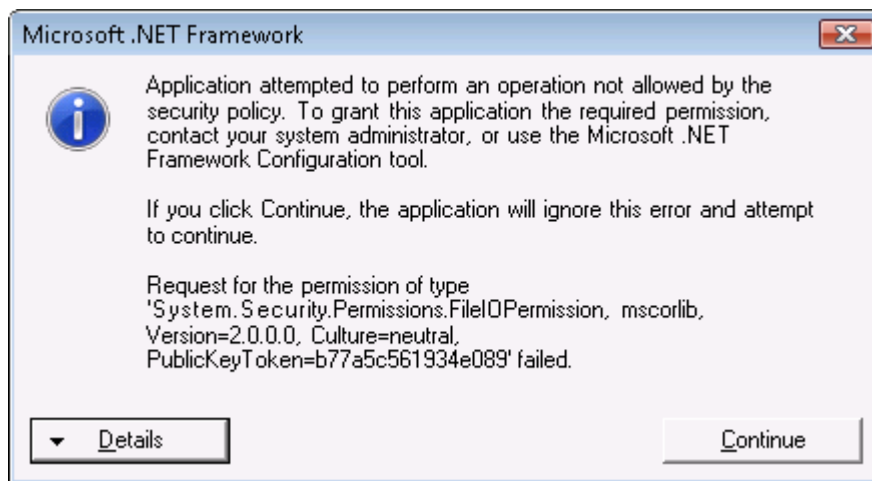 Microsoft .NET Framework
Application attempted to perform an operation not allowed by the
security policy. To grant this application the required permission,
contact your system administrator, or use the Microsoft .NET
Framework Configuration tool.
If you click Continue, the application will ignore this error and attempt
to continue.
Request for the permission of type
'System.Security.Permissions.FileIOPermission, mscorlib,
Version=2.0.0.0, Culture=neutral,
PublicKeyToken=b77a5c561934e089' failed.
Details
Continue